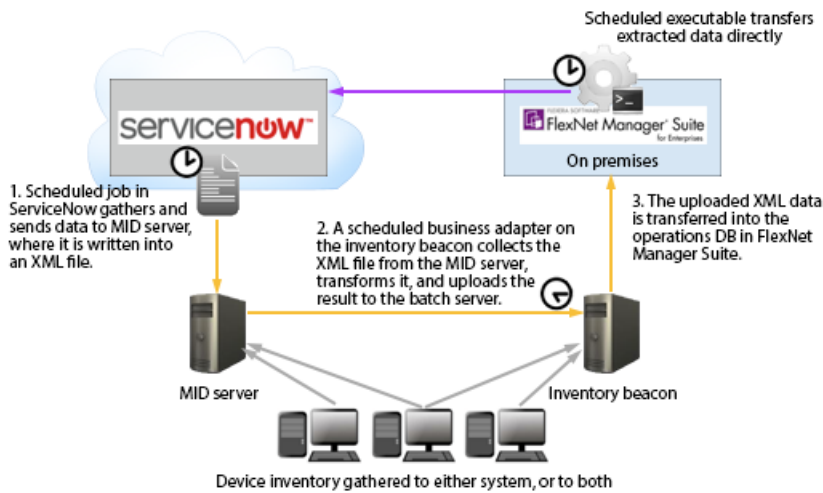 Scheduled executable transfers
extracted data directly
servicenow™
>_
FLEXERA SOFTWARE
FlexNet Manager® Suite
for Enterprises
On premises
1. Scheduled job in
ServiceNow gathers and
sends data to MID server,
where it is written into
an XML file.
2. A scheduled business adapter on
the inventory beacon collects the
XML file from the MID server,
transforms it, and uploads the
result to the batch server.
3. The uploaded XML data
is transferred into the
operations DB in FlexNet
Manager Suite.
MID server
Inventory beacon
Device inventory gathered to either system, or to both